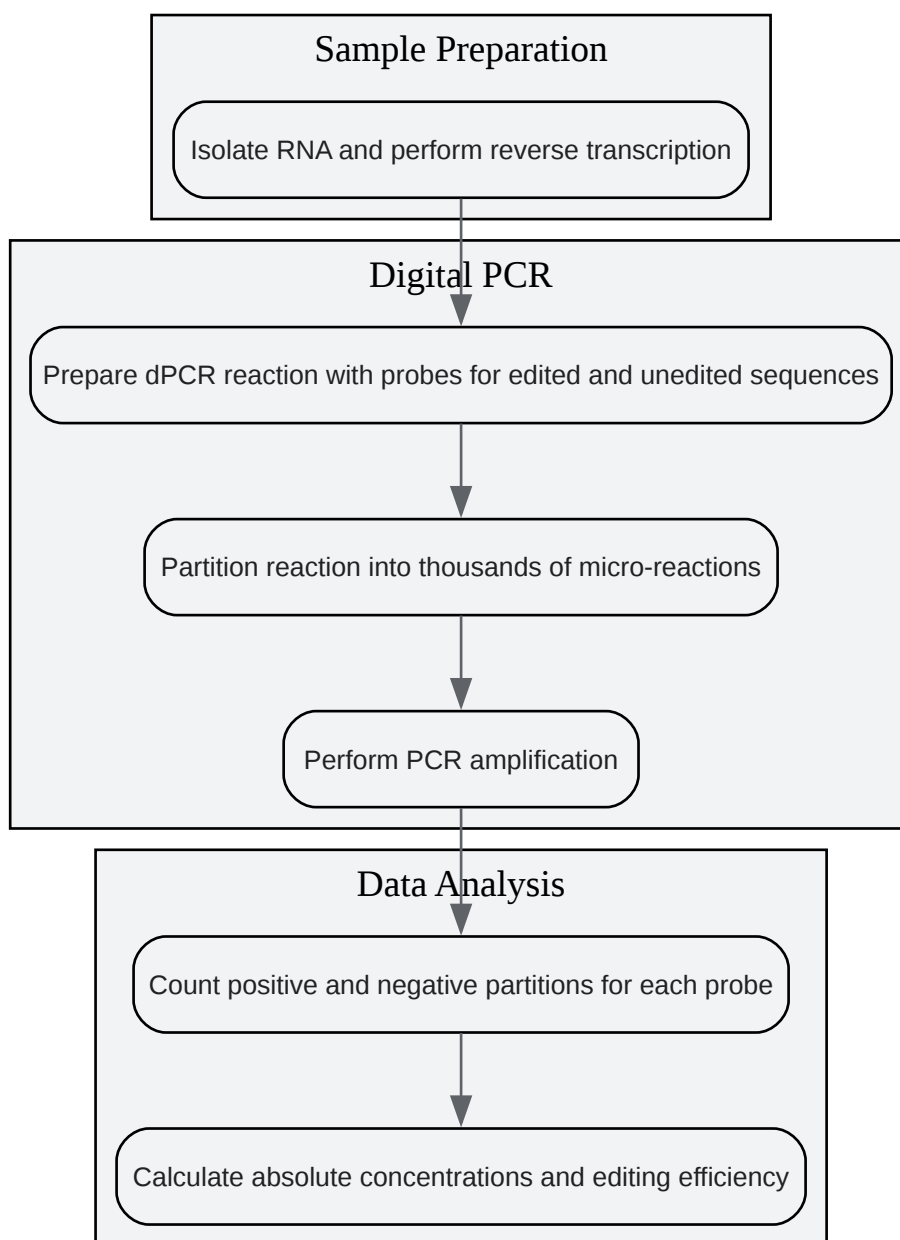 Sample Preparation
Isolate RNA and perform reverse transcription
Digital PCR
Prepare dPCR reaction with probes for edited and unedited sequences
Partition reaction into thousands of micro-reactions
Perform PCR amplification
Data Analysis
Count positive and negative partitions for each probe
Calculate absolute concentrations and editing efficiency